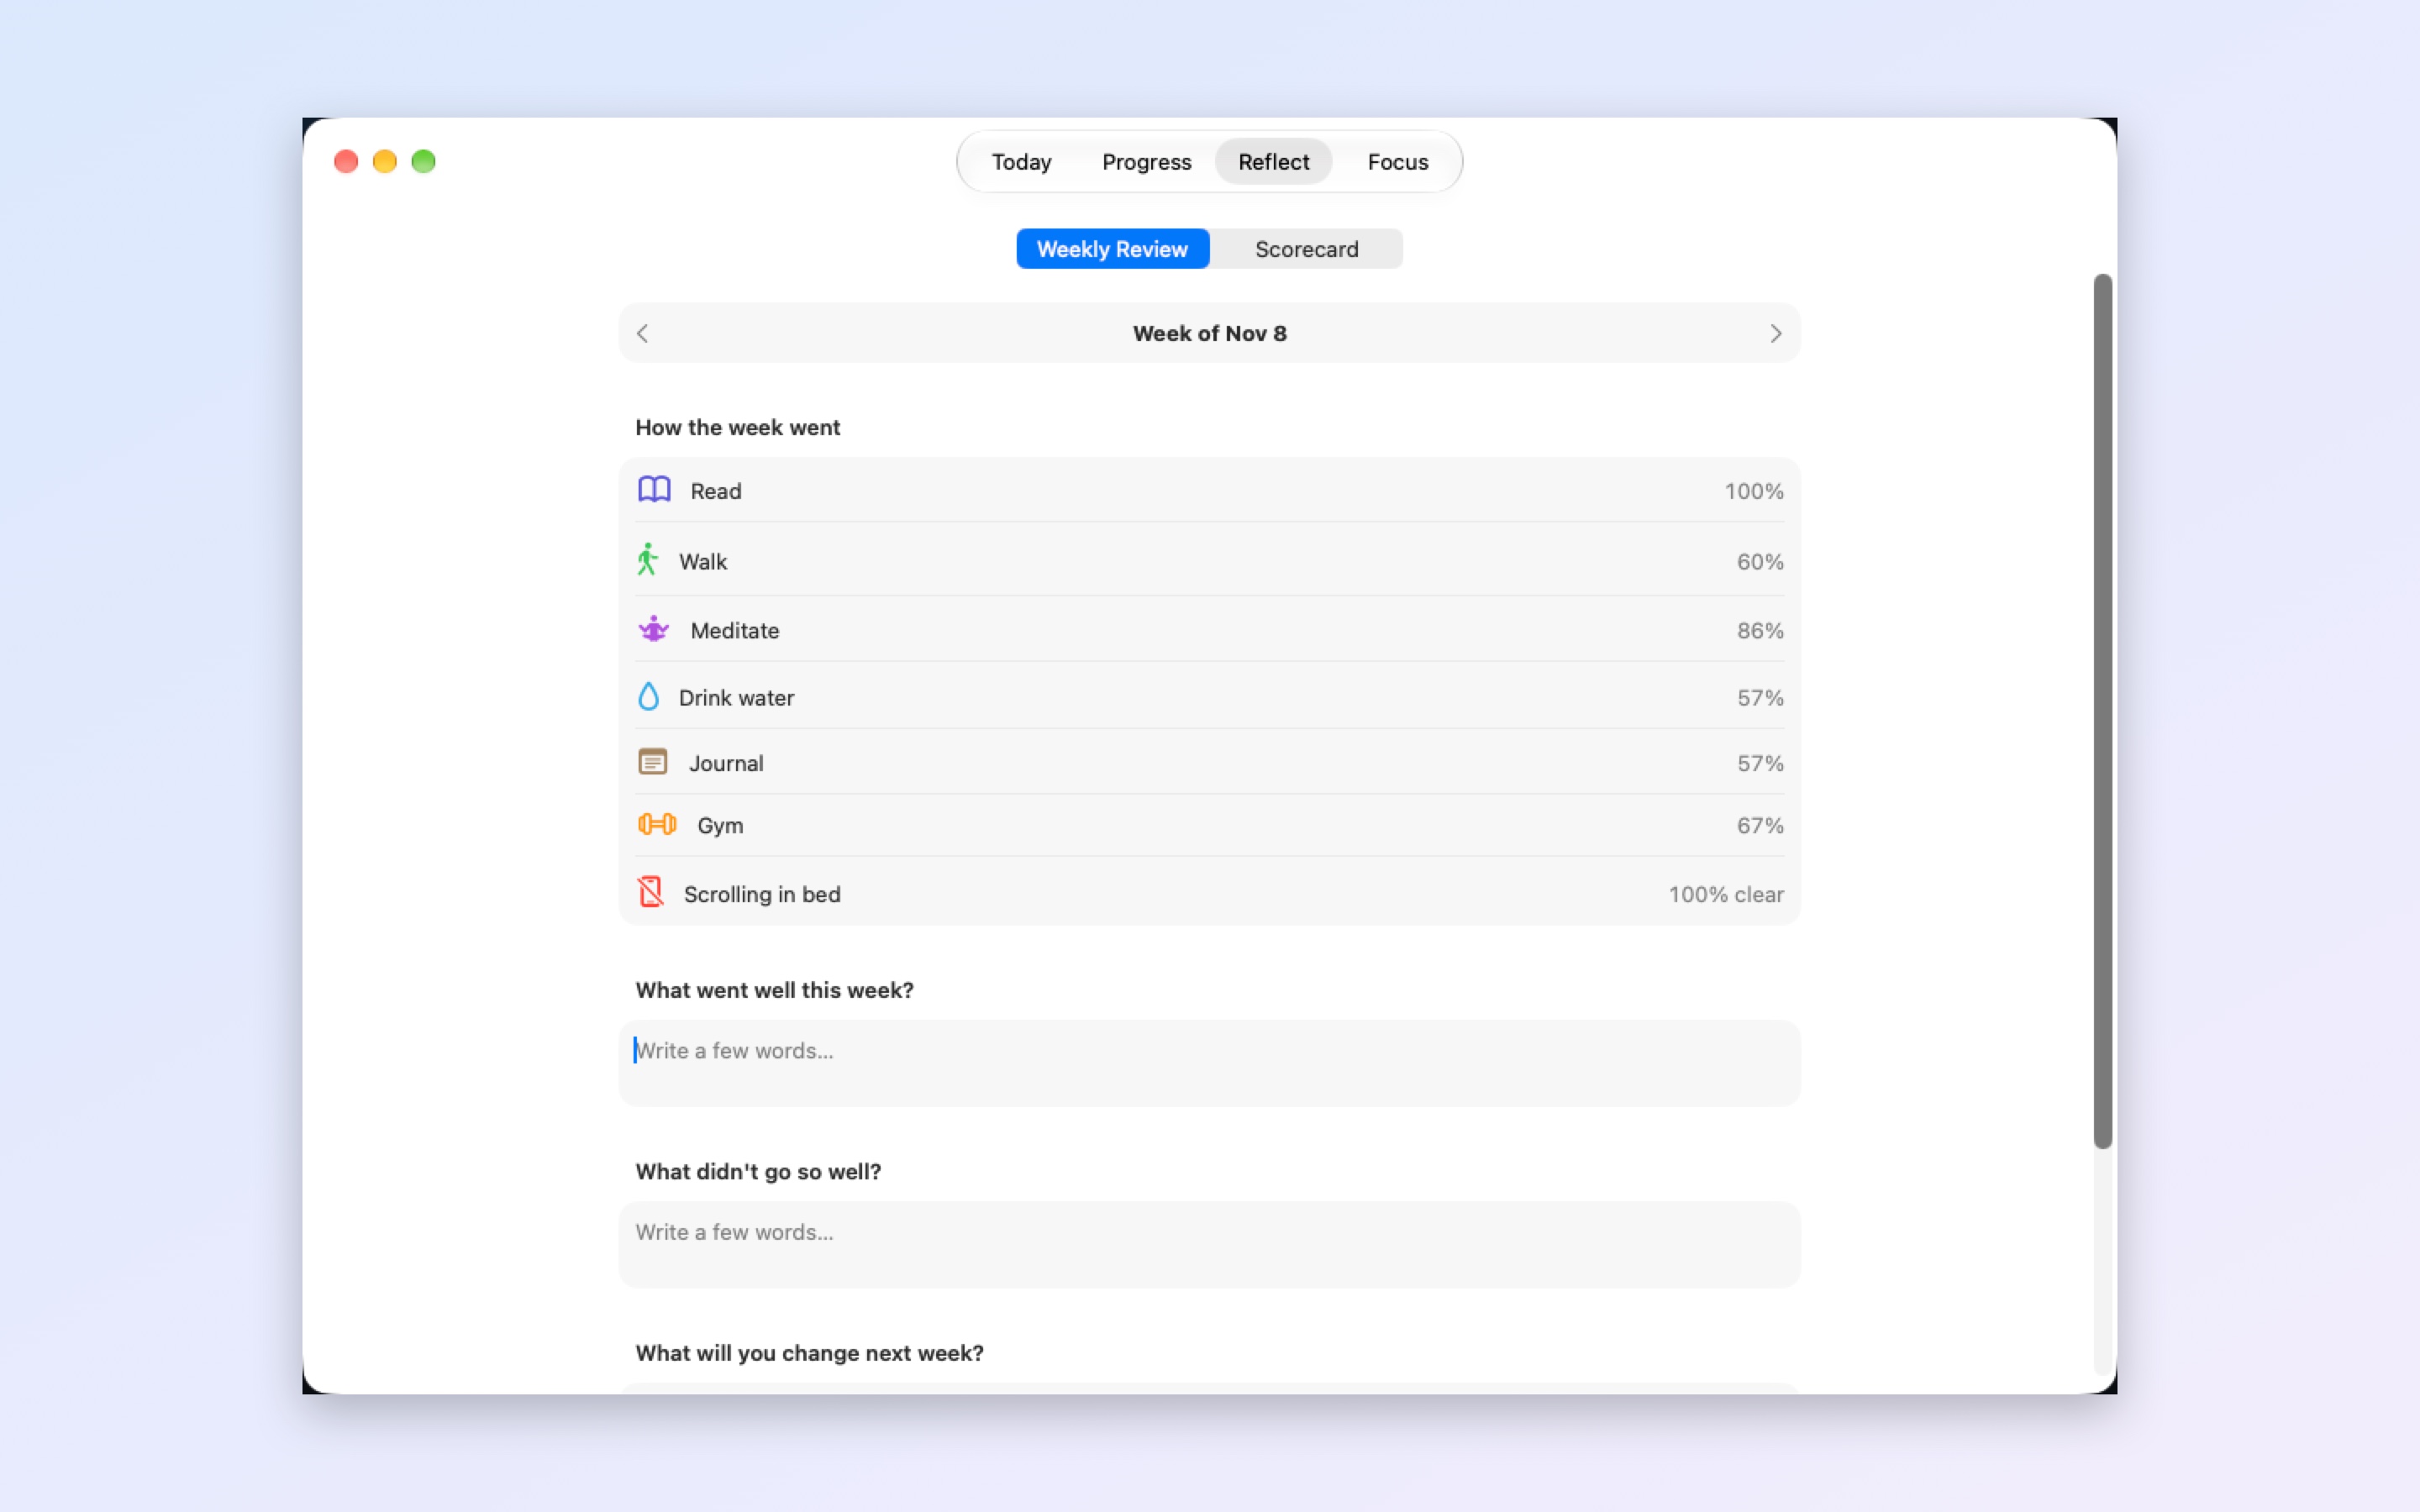 Today Progress Reflect Focus
Weekly Review Scorecard
Week of Nov 8
How the week went
Read 100%
Walk 60%
Meditate 86%
Drink water 57%
Journal 57%
Gym 67%
Scrolling in bed 100% clear
What went well this week?
Write a few words...
What didn't go so well?
Write a few words...
What will you change next week?